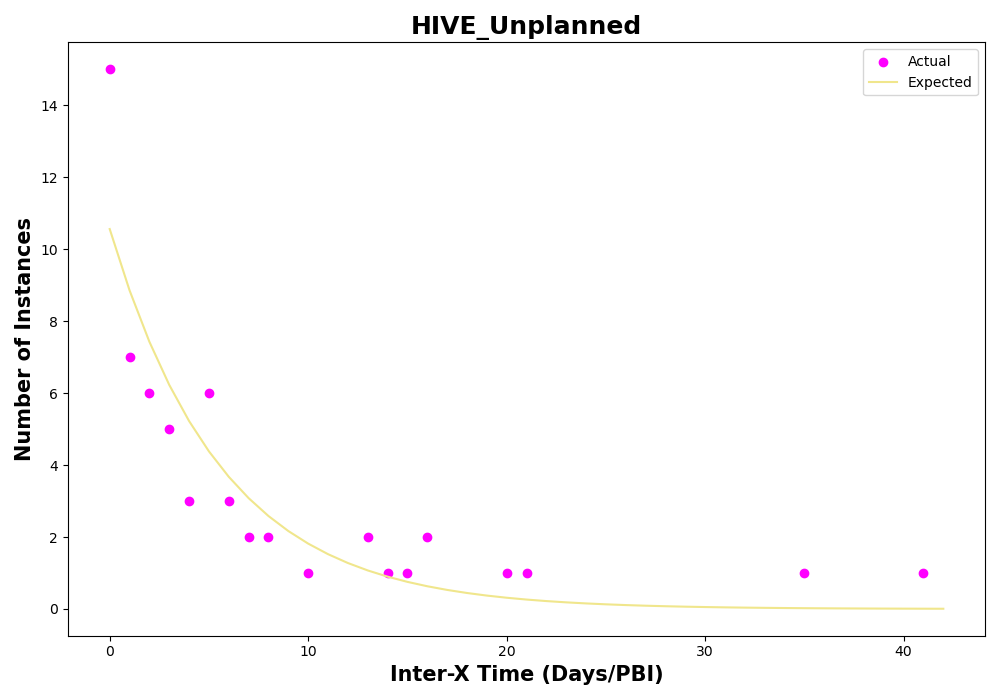 HIVE_Unplanned
Actual
Expected
Number of Instances
14
12
10
8
6
4
2
0
0 10 20 30 40
Inter-X Time (Days/PBI)